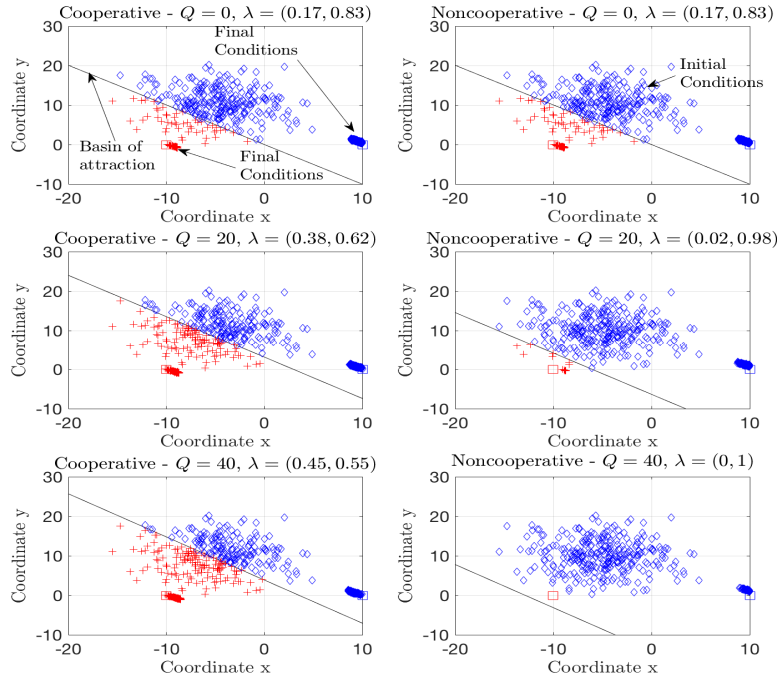 Cooperative - Q = 0, λ = (0.17, 0.83)
30
20
10
0
-10
-20
-10
0
10
Coordinate y
Coordinate x
Final
Conditions
Basin of
attraction
Final
Conditions
Noncooperative - Q = 0, λ = (0.17, 0.83)
30
20
10
0
-10
-20
-10
0
10
Coordinate y
Coordinate x
Initial
Conditions
Cooperative - Q = 20, λ = (0.38, 0.62)
30
20
10
0
-10
-20
-10
0
10
Coordinate y
Coordinate x
Noncooperative - Q = 20, λ = (0.02, 0.98)
30
20
10
0
-10
-20
-10
0
10
Coordinate y
Coordinate x
Cooperative - Q = 40, λ = (0.45, 0.55)
30
20
10
0
-10
-20
-10
0
10
Coordinate y
Coordinate x
Noncooperative - Q = 40, λ = (0, 1)
30
20
10
0
-10
-20
-10
0
10
Coordinate y
Coordinate x